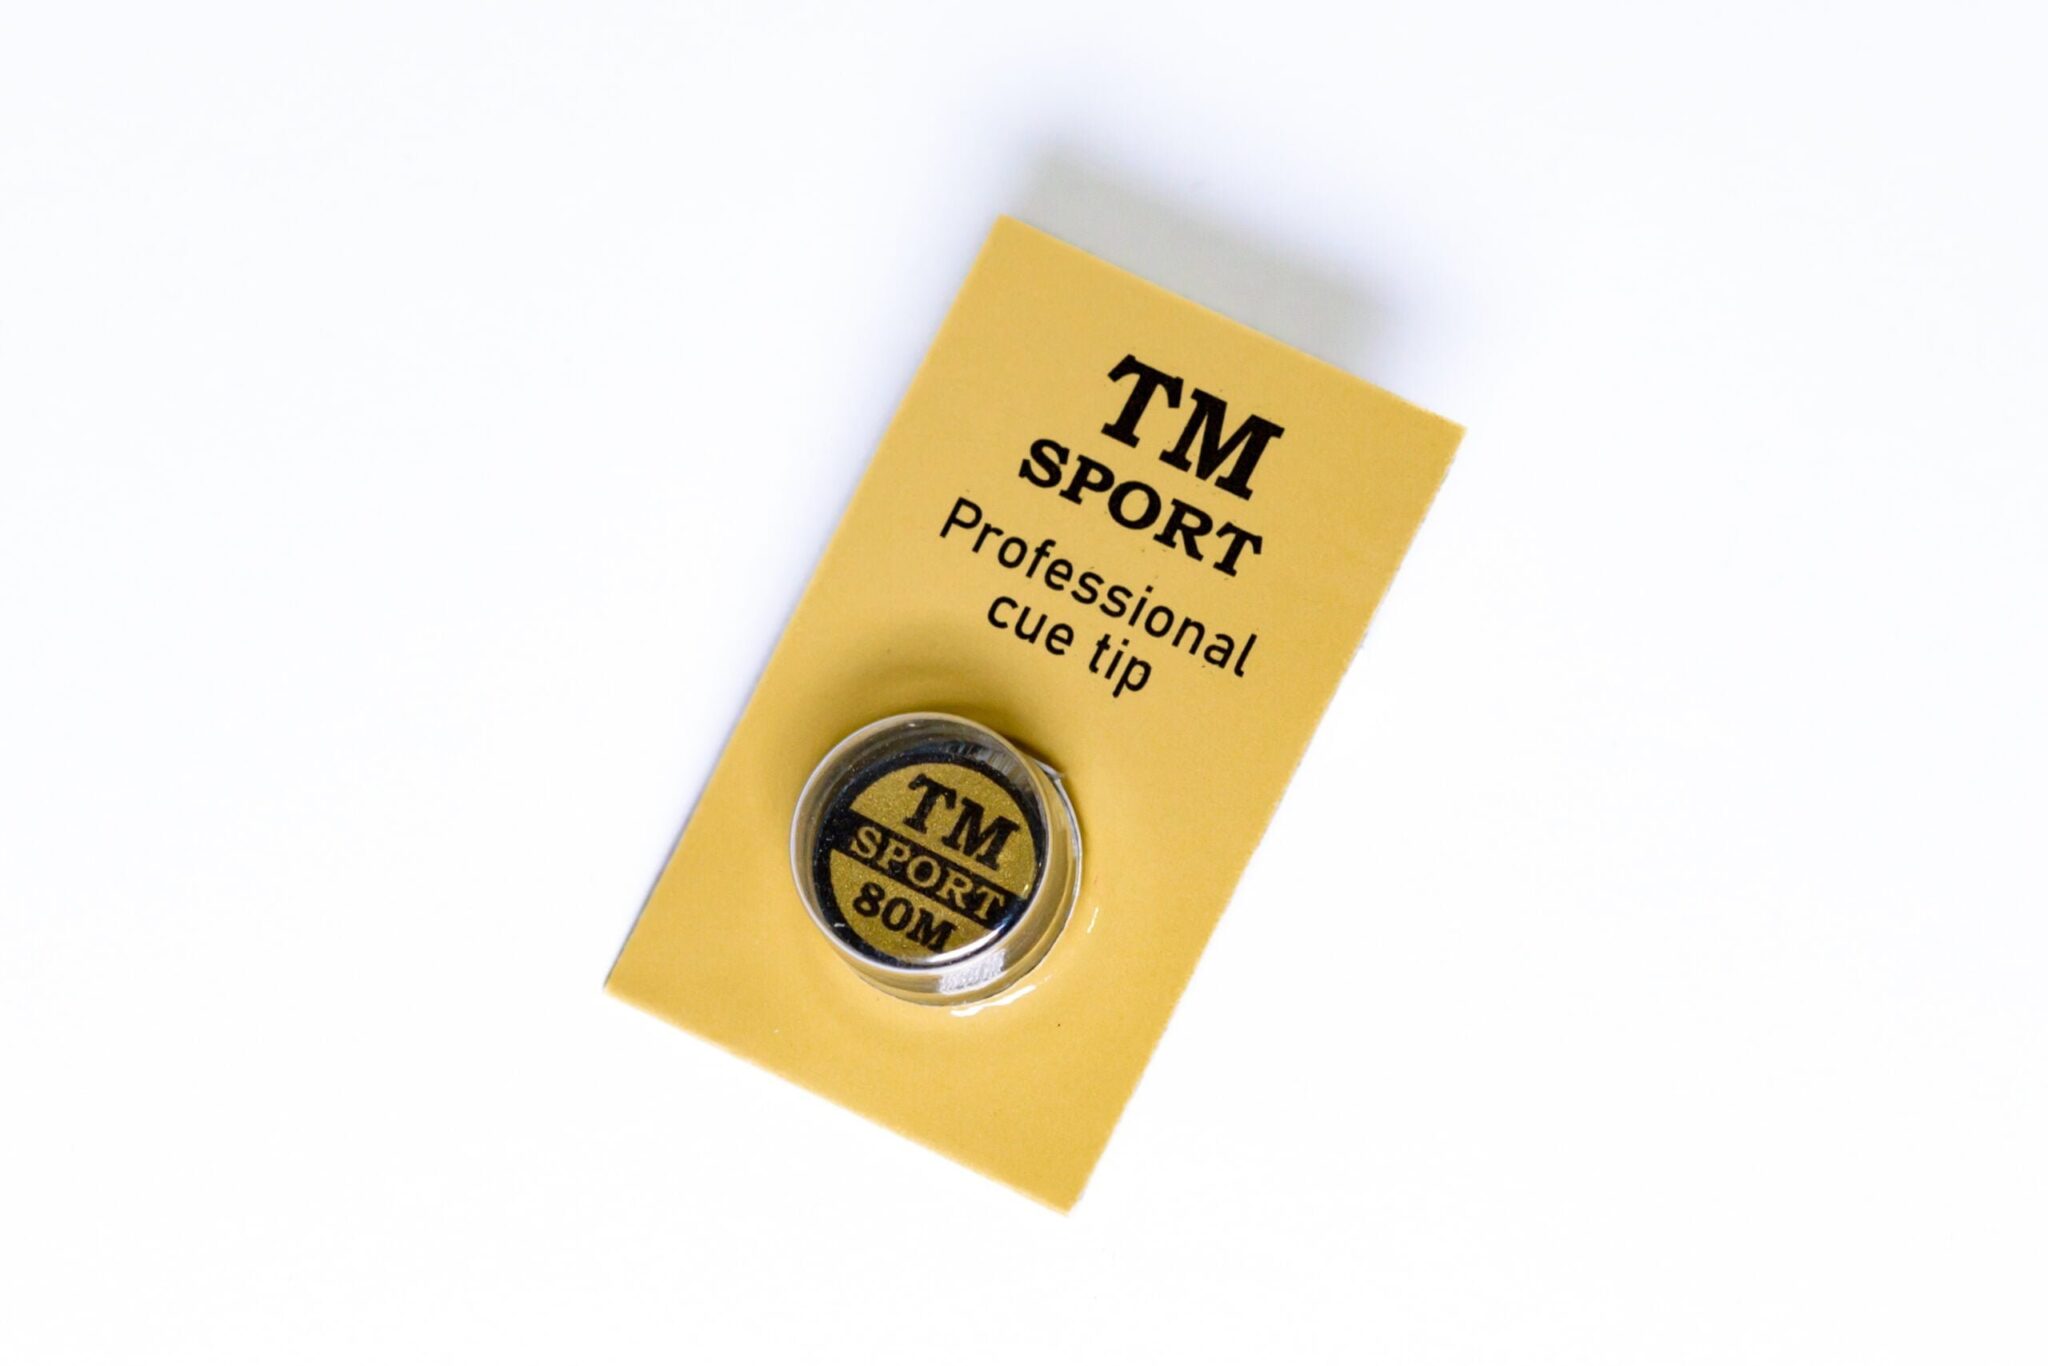 TM
SPORT
Professional
cue tip
TM
SPORT
80M